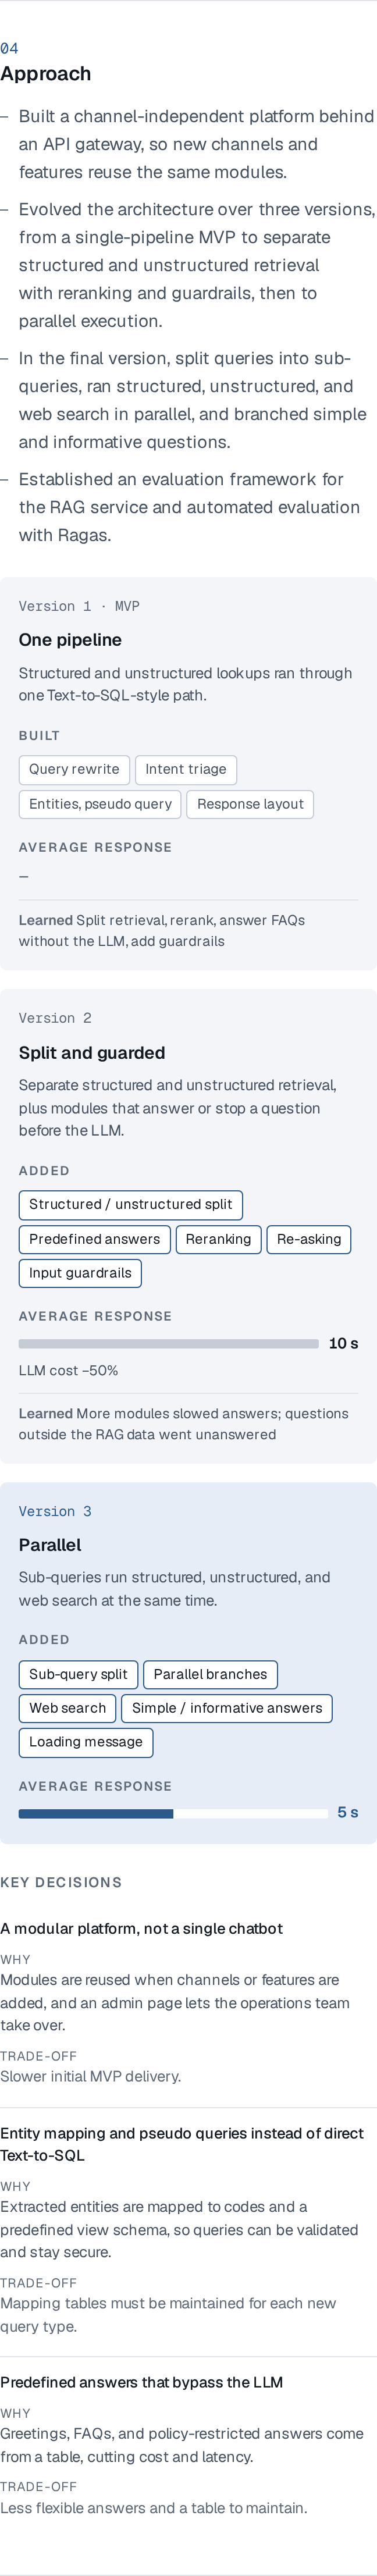 04
Approach
– Built a channel-independent platform behind
an API gateway, so new channels and
features reuse the same modules.
– Evolved the architecture over three versions,
from a single-pipeline MVP to separate
structured and unstructured retrieval
with reranking and guardrails, then to
parallel execution.
– In the final version, split queries into sub-
queries, ran structured, unstructured, and
web search in parallel, and branched simple
and informative questions.
– Established an evaluation framework for
the RAG service and automated evaluation
with Ragas.
Version 1 · MVP
One pipeline
Structured and unstructured lookups ran through
one Text-to-SQL-style path.
BUILT
Query rewrite Intent triage
Entities, pseudo query Response layout
AVERAGE RESPONSE
–
Learned Split retrieval, rerank, answer FAQs
without the LLM, add guardrails
Version 2
Split and guarded
Separate structured and unstructured retrieval,
plus modules that answer or stop a question
before the LLM.
ADDED
Structured / unstructured split
Predefined answers Reranking Re-asking
Input guardrails
AVERAGE RESPONSE
10 s
LLM cost −50%
Learned More modules slowed answers; questions
outside the RAG data went unanswered
Version 3
Parallel
Sub-queries run structured, unstructured, and
web search at the same time.
ADDED
Sub-query split Parallel branches
Web search Simple / informative answers
Loading message
AVERAGE RESPONSE
5 s
KEY DECISIONS
A modular platform, not a single chatbot
WHY
Modules are reused when channels or features are
added, and an admin page lets the operations team
take over.
TRADE-OFF
Slower initial MVP delivery.
Entity mapping and pseudo queries instead of direct
Text-to-SQL
WHY
Extracted entities are mapped to codes and a
predefined view schema, so queries can be validated
and stay secure.
TRADE-OFF
Mapping tables must be maintained for each new
query type.
Predefined answers that bypass the LLM
WHY
Greetings, FAQs, and policy-restricted answers come
from a table, cutting cost and latency.
TRADE-OFF
Less flexible answers and a table to maintain.